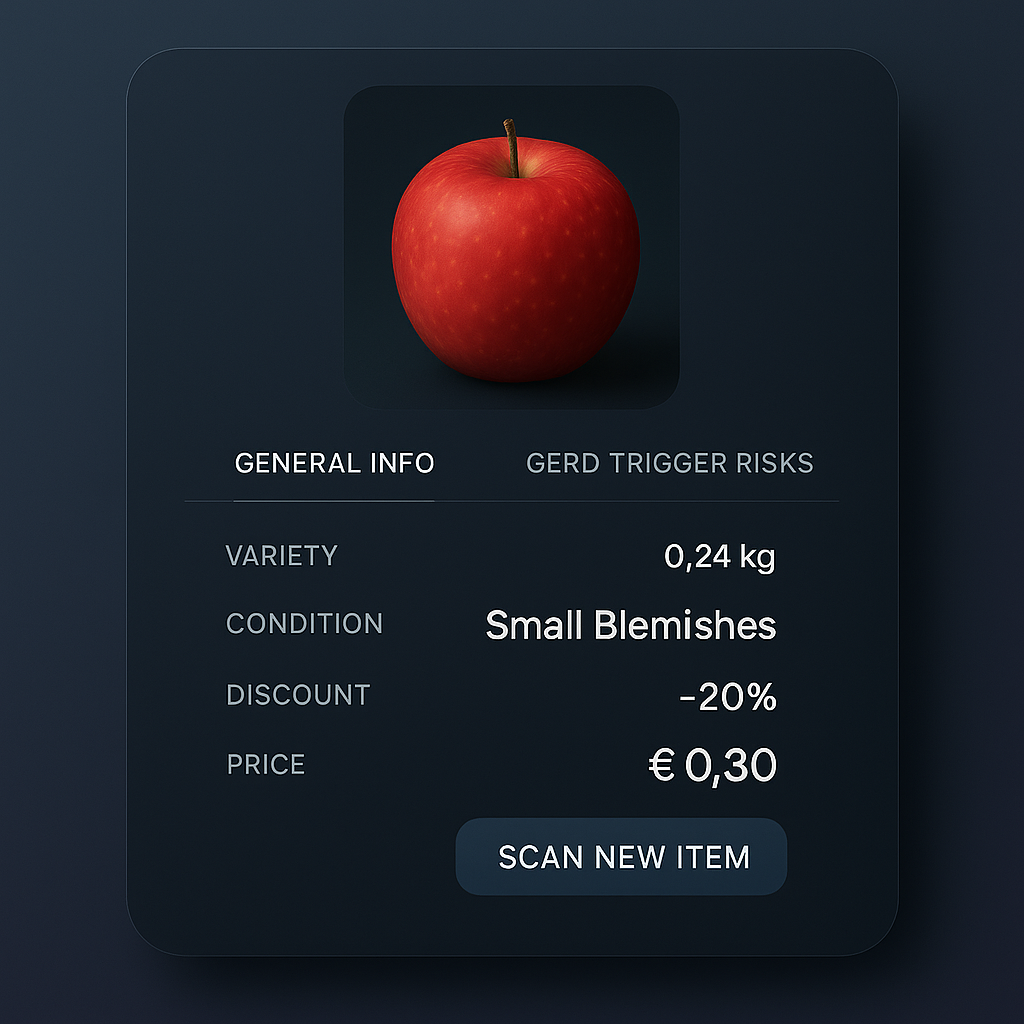 GENERAL INFO GERD TRIGGER RISKS
VARIETY 0,24 kg
CONDITION Small Blemishes
DISCOUNT -20%
PRICE € 0,30
SCAN NEW ITEM